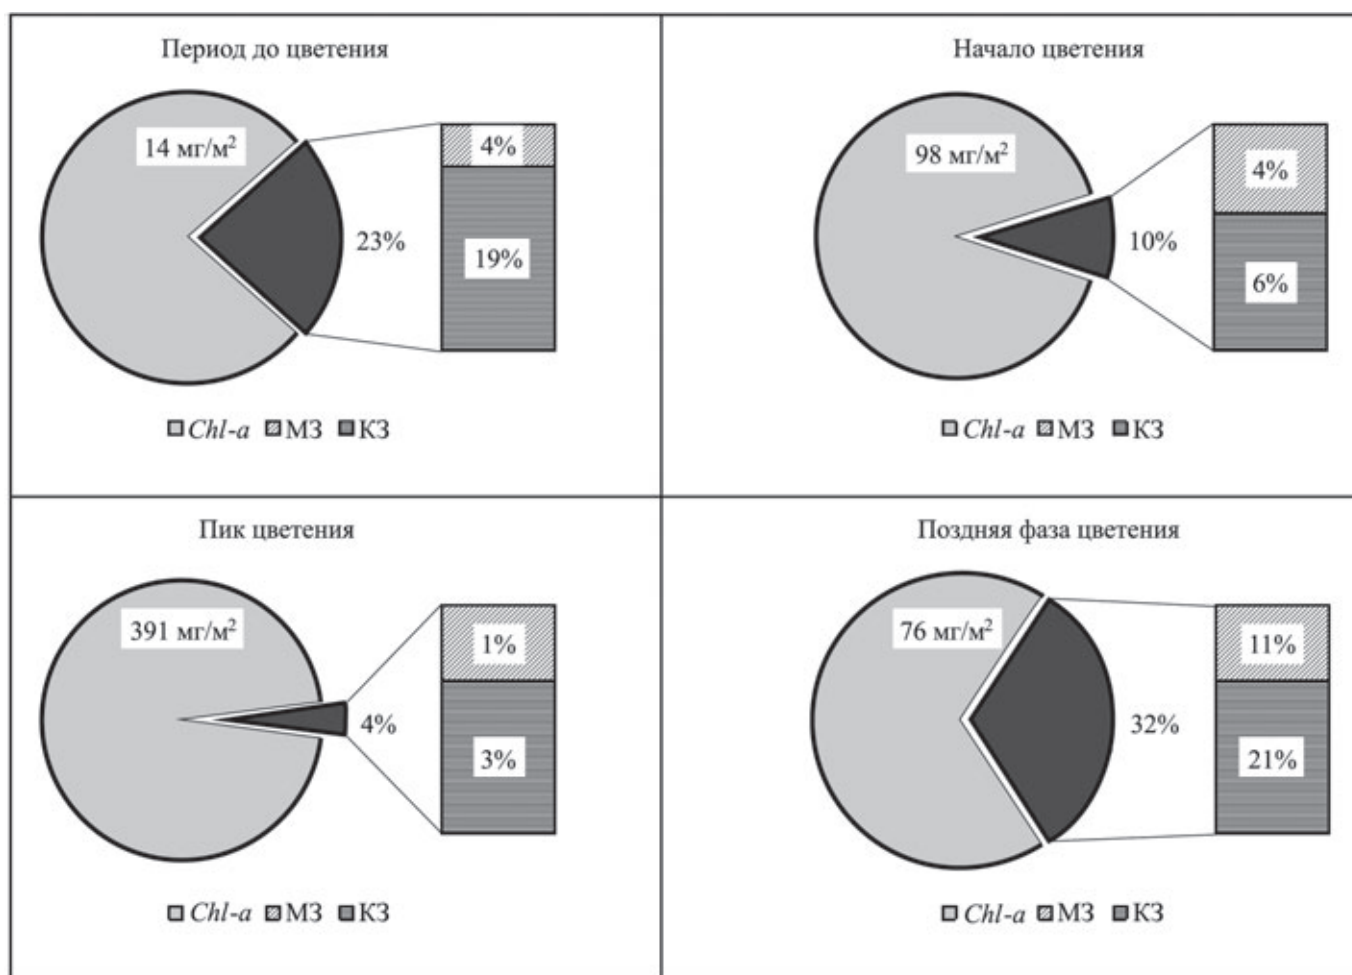 Период до цветения
14 мг/м²
23%
4%
19%
Chl-a МЗ КЗ
Начало цветения
98 мг/м²
10%
4%
6%
Chl-a МЗ КЗ
Пик цветения
391 мг/м²
4%
1%
3%
Chl-a МЗ КЗ
Поздняя фаза цветения
76 мг/м²
32%
11%
21%
Chl-a МЗ КЗ